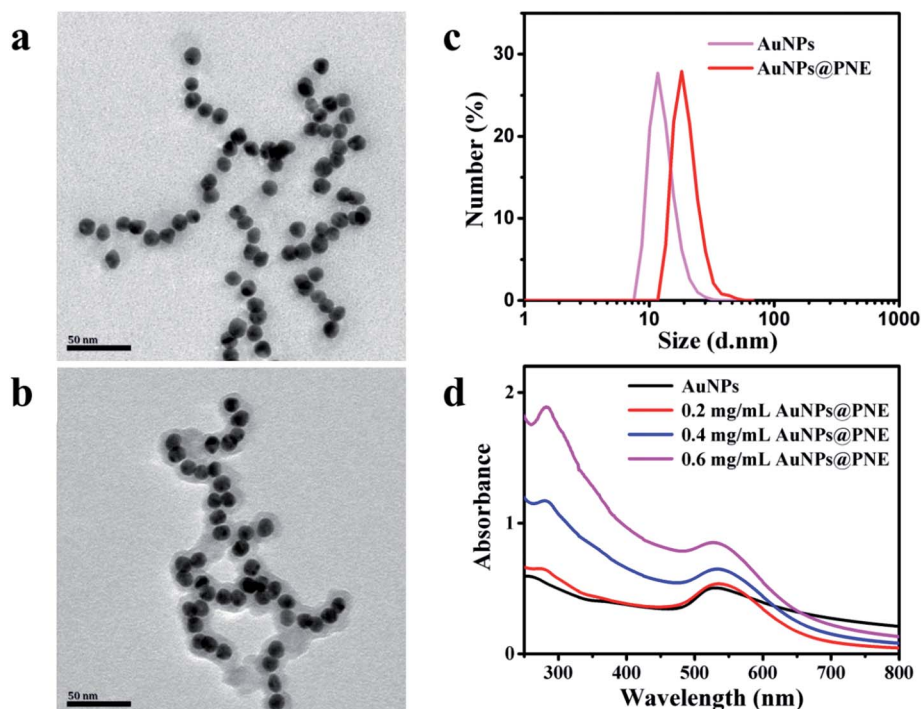 a
50 nm
b
50 nm
c
AuNPs
AuNPs@PNE
Number (%)
30
20
10
0
1
10
100
1000
Size (d.nm)
d
AuNPs
0.2 mg/mL AuNPs@PNE
0.4 mg/mL AuNPs@PNE
0.6 mg/mL AuNPs@PNE
Absorbance
2
1
0
300
400
500
600
700
800
Wavelength (nm)